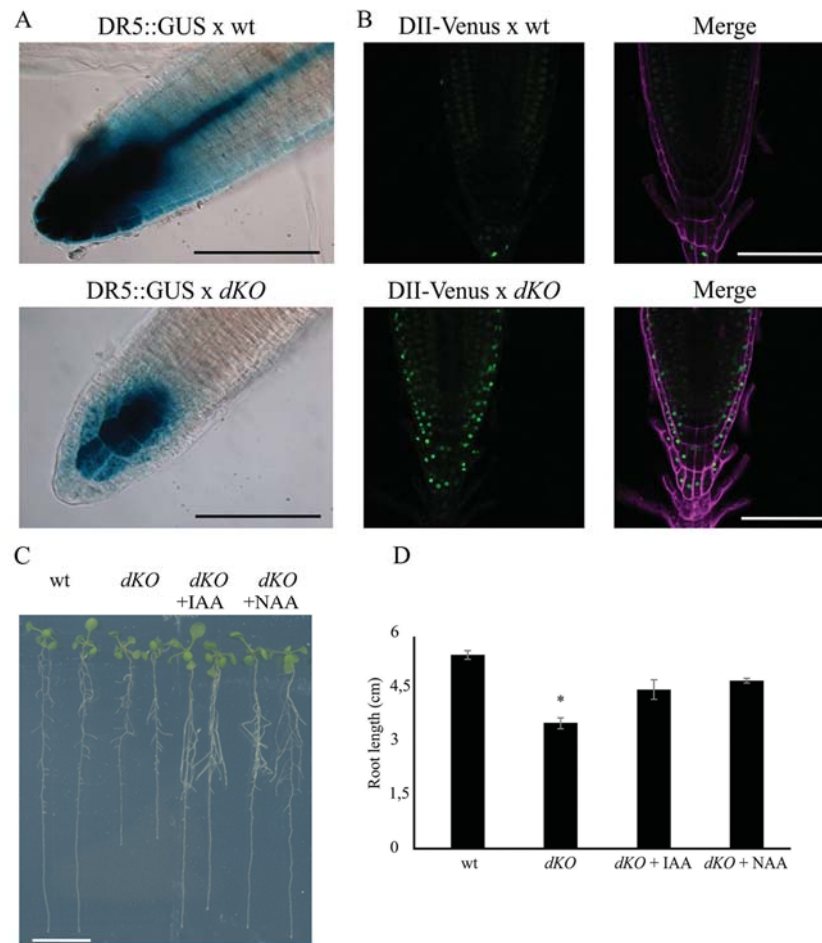 A
B
DR5::GUS x wt
DII-Venus x wt
Merge
DR5::GUS x dKO
DII-Venus x dKO
Merge
C
D
wt
dKO
dKO +IAA
dKO +NAA
6
4,5
3
1,5
0
Root length (cm)
*
wt
dKO
dKO + IAA
dKO + NAA